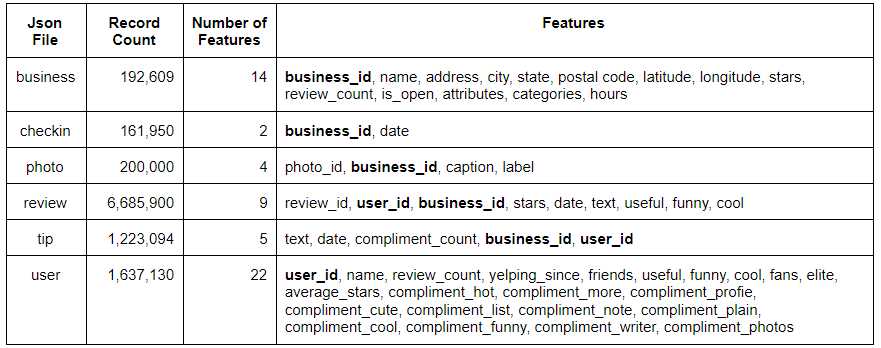 Json File Record Count Number of Features Features
business 192,609 14 business_id, name, address, city, state, postal code, latitude, longitude, stars,
review_count, is_open, attributes, categories, hours
checkin 161,950 2 business_id, date
photo 200,000 4 photo_id, business_id, caption, label
review 6,685,900 9 review_id, user_id, business_id, stars, date, text, useful, funny, cool
tip 1,223,094 5 text, date, compliment_count, business_id, user_id
user 1,637,130 22 user_id, name, review_count, yelping_since, friends, useful, funny, cool, fans, elite,
average_stars, compliment_hot, compliment_more, compliment_profie,
compliment_cute, compliment_list, compliment_note, compliment_plain,
compliment_cool, compliment_funny, compliment_writer, compliment_photos